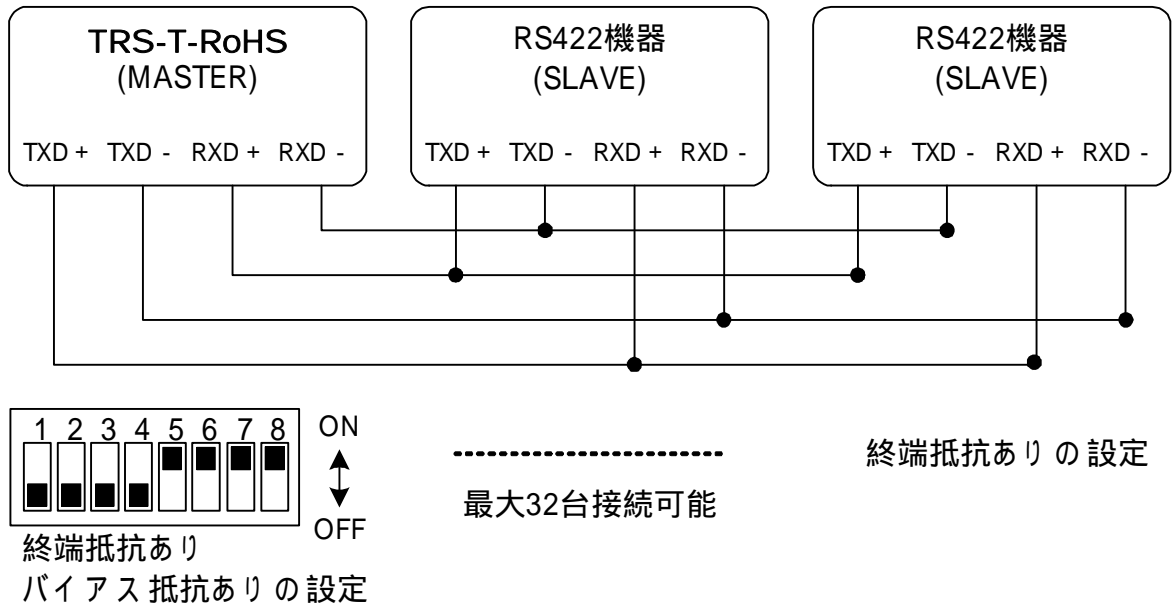 TRS-T-RoHS
(MASTER)
TXD + TXD - RXD + RXD -
RS422機器
(SLAVE)
TXD + TXD - RXD + RXD -
RS422機器
(SLAVE)
TXD + TXD - RXD + RXD -
1 2 3 4 5 6 7 8
ON
OFF
終端抵抗あり
バイアス抵抗ありの設定
最大32台接続可能
終端抵抗ありの設定